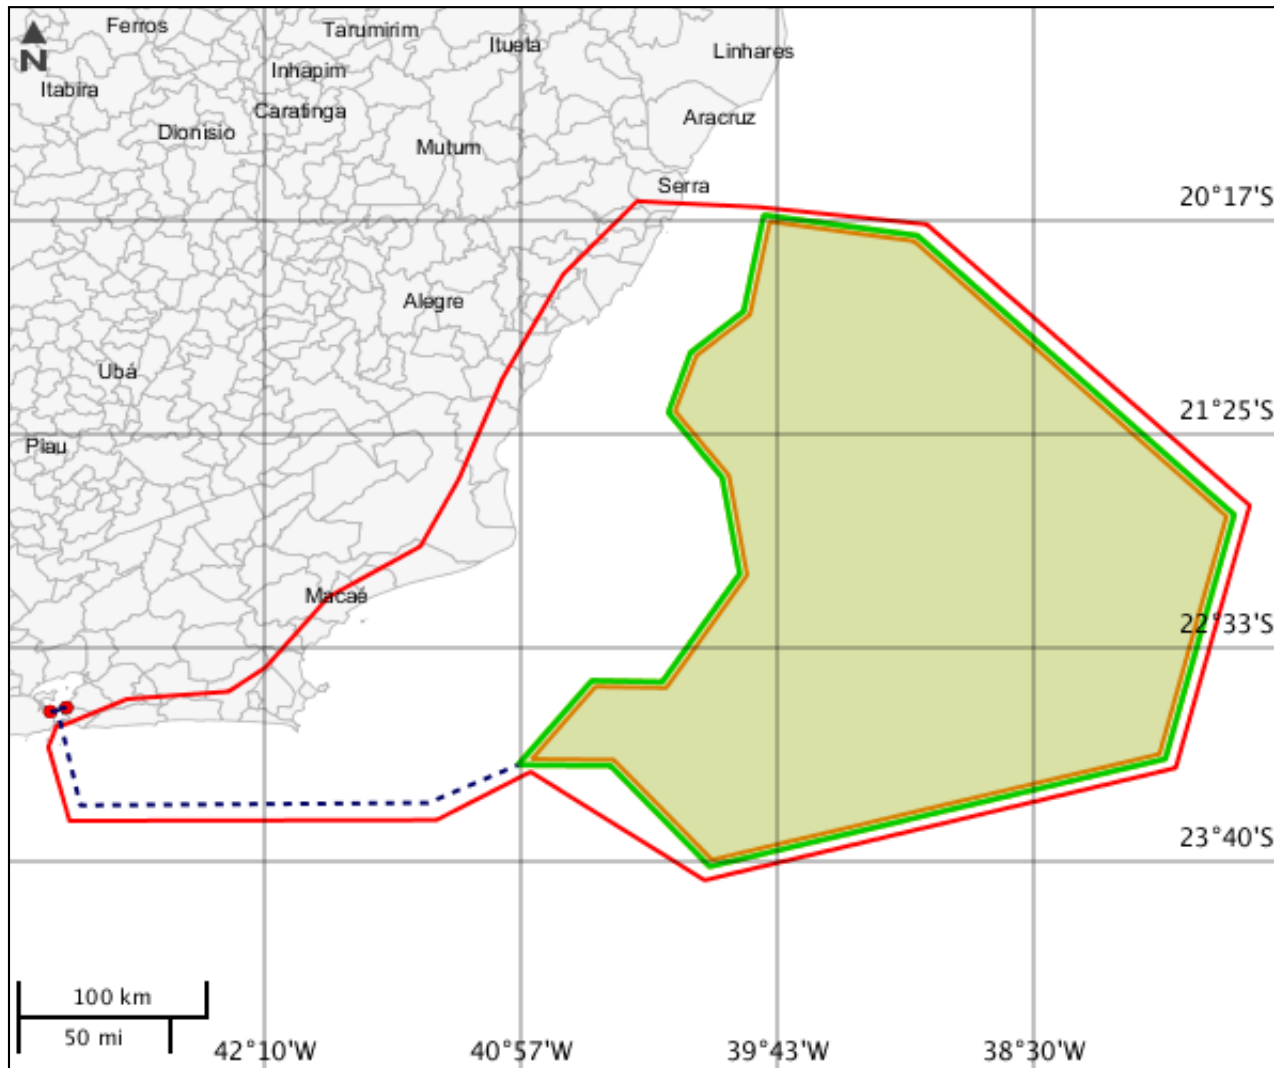 Ferros
Tarumirim
Itueta
Linhares
N
Inhapim
Itabira
Caratinga
Aracruz
Dionísio
Mutum
Serra
20°17'S
Alegre
Ubá
21°25'S
Piau
Macaé
22°33'S
23°40'S
100 km
50 mi
42°10'W
40°57'W
39°43'W
38°30'W